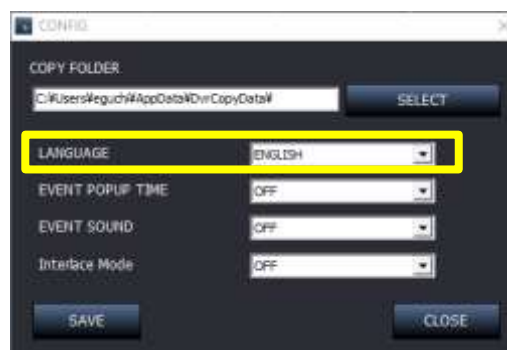 CONFIG
COPY FOLDER
C:¥Users¥eguchi¥AppData¥DvrCopyData¥ SELECT
LANGUAGE ENGLISH
EVENT POPUP TIME OFF
EVENT SOUND OFF
Interface Mode OFF
SAVE CLOSE